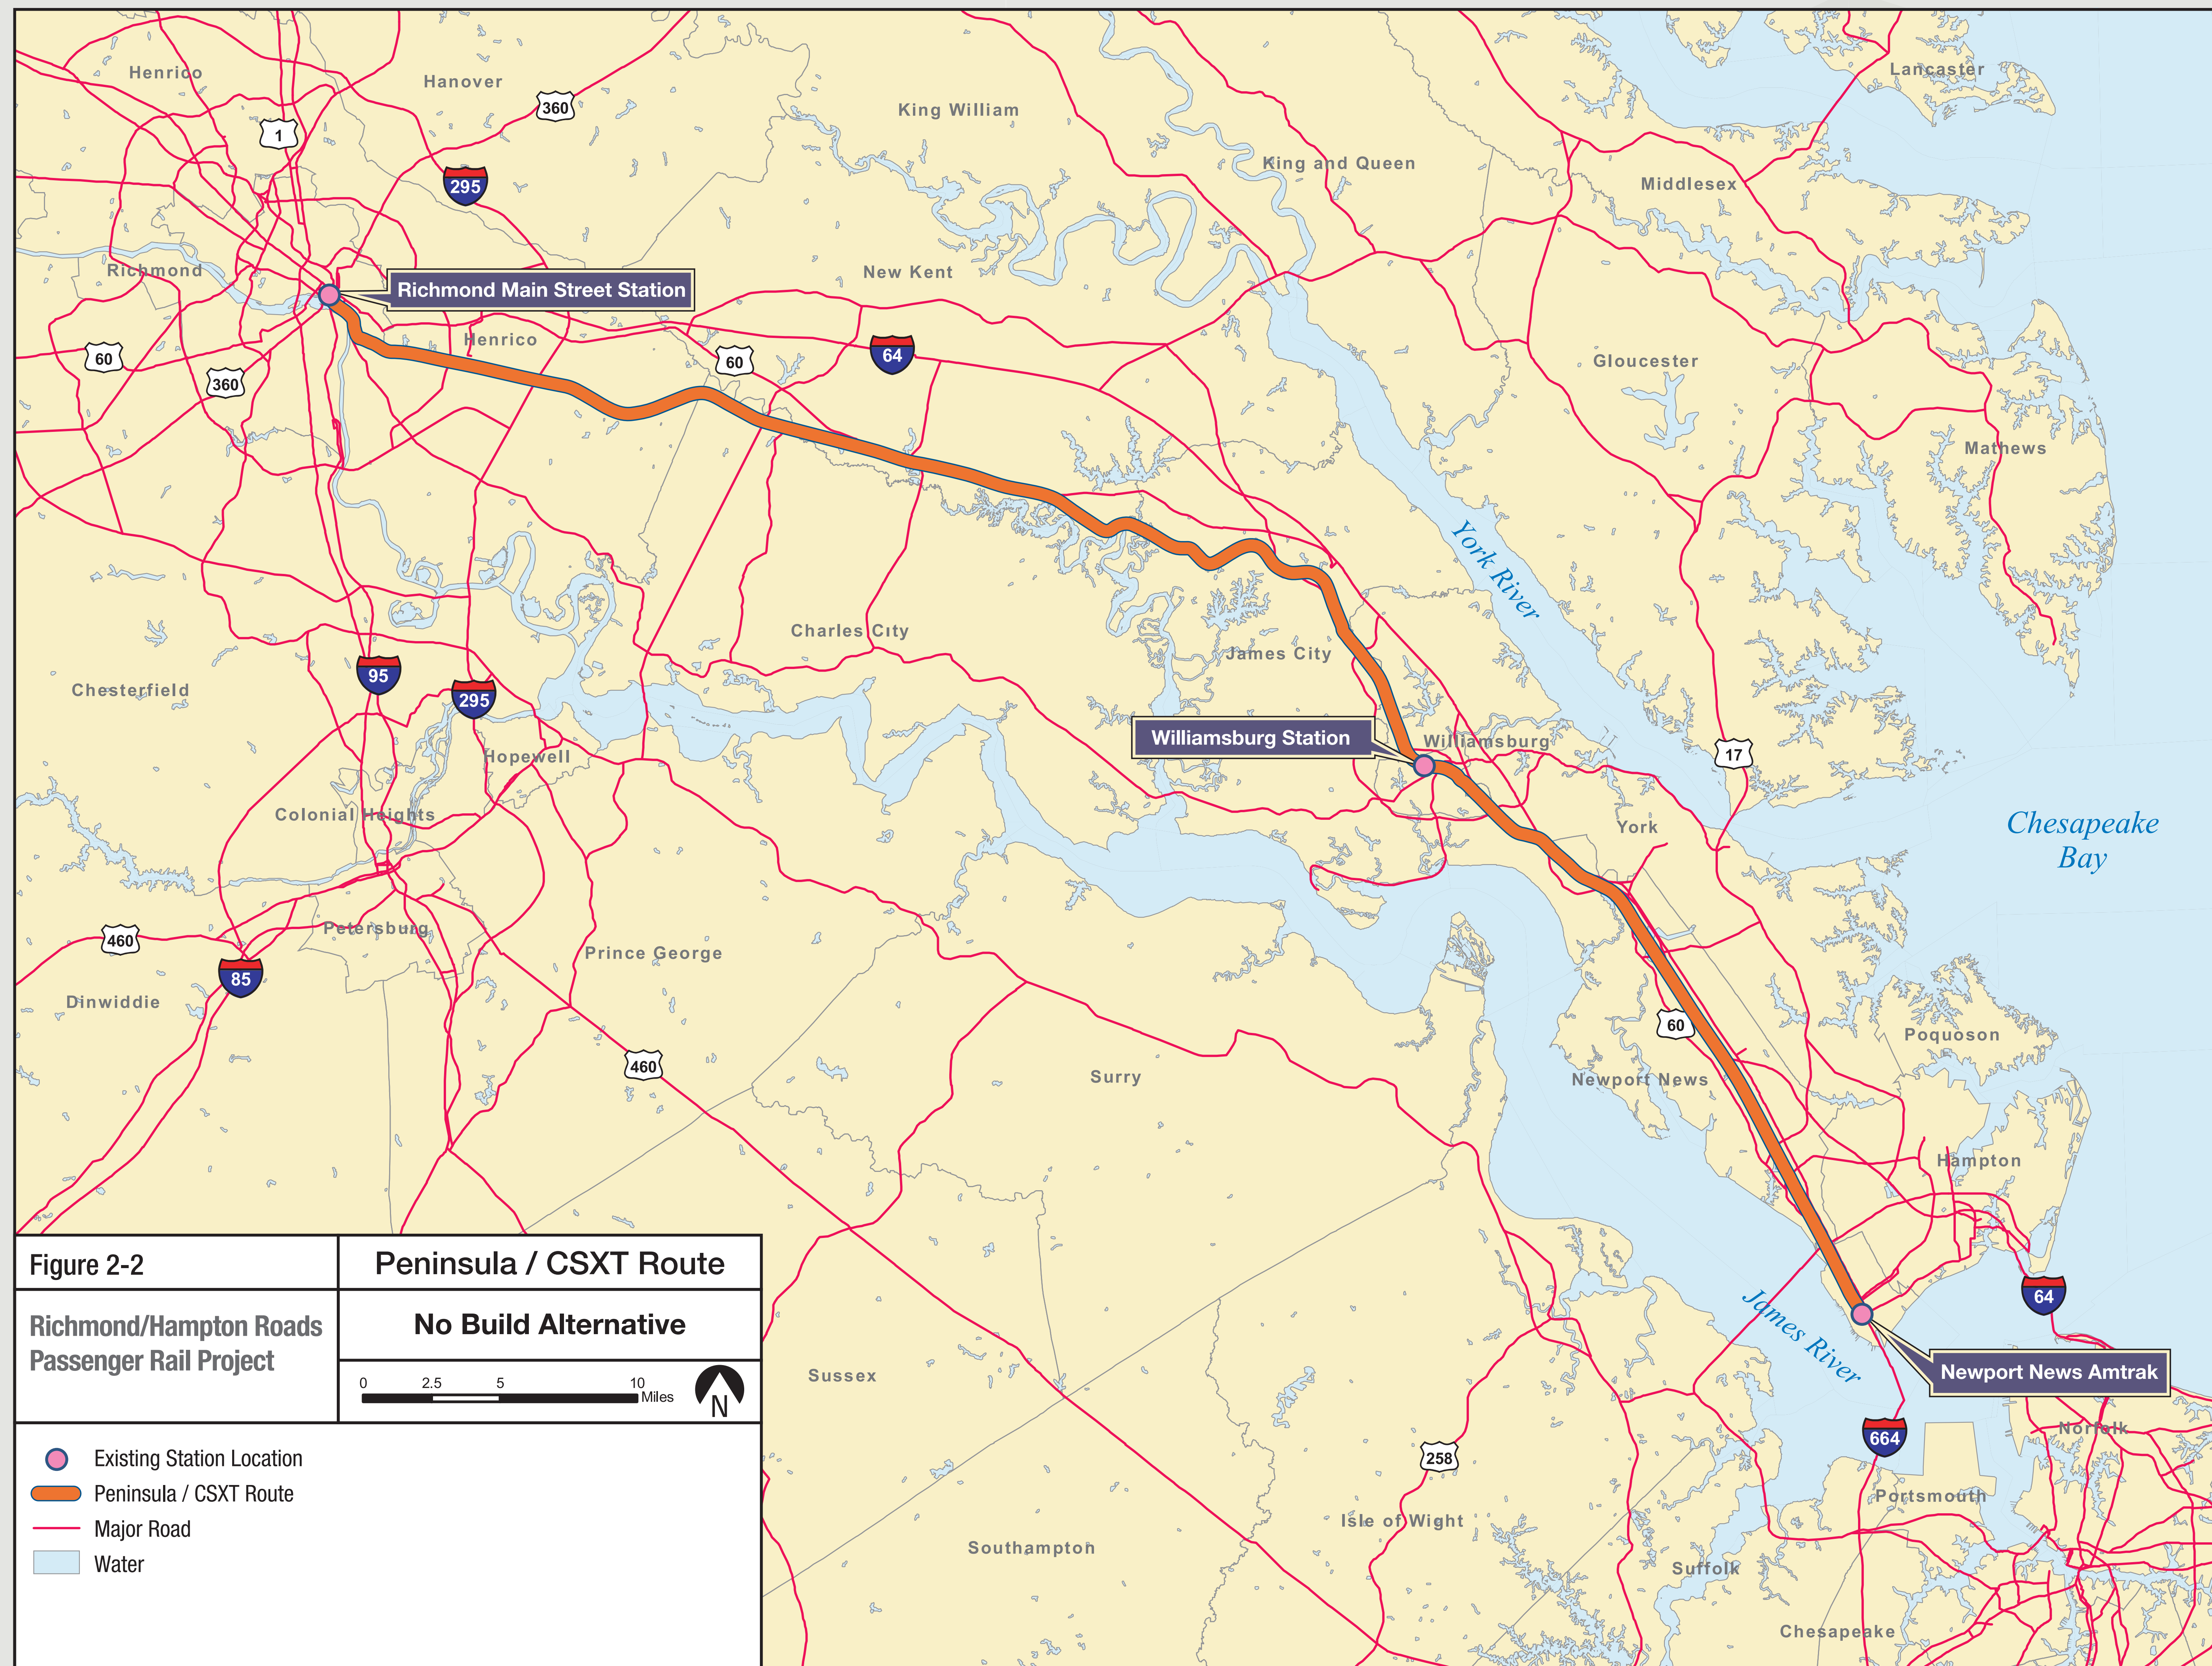 Henrico
Hanover
360
King William
Lancaster
1
295
King and Queen
Middlesex
Richmond
Richmond Main Street Station
New Kent
Henrico
60
60
64
360
Gloucester
Mathews
York River
Charles City
James City
95
295
Chesterfield
Williamsburg Station
Williamsburg
17
Hopewell
Colonial Heights
York
Chesapeake
Bay
Petersburg
460
85
Prince George
Dinwiddie
60
Poquoson
460
Surry
Newport News
Hampton
64
James River
Newport News Amtrak
Sussex
Norfolk
664
258
Portsmouth
Isle of Wight
Southampton
Suffolk
Chesapeake
Figure 2-2
Peninsula / CSXT Route
Richmond/Hampton Roads
Passenger Rail Project
No Build Alternative
0 2.5 5 10
Miles
N
Existing Station Location
Peninsula / CSXT Route
Major Road
Water